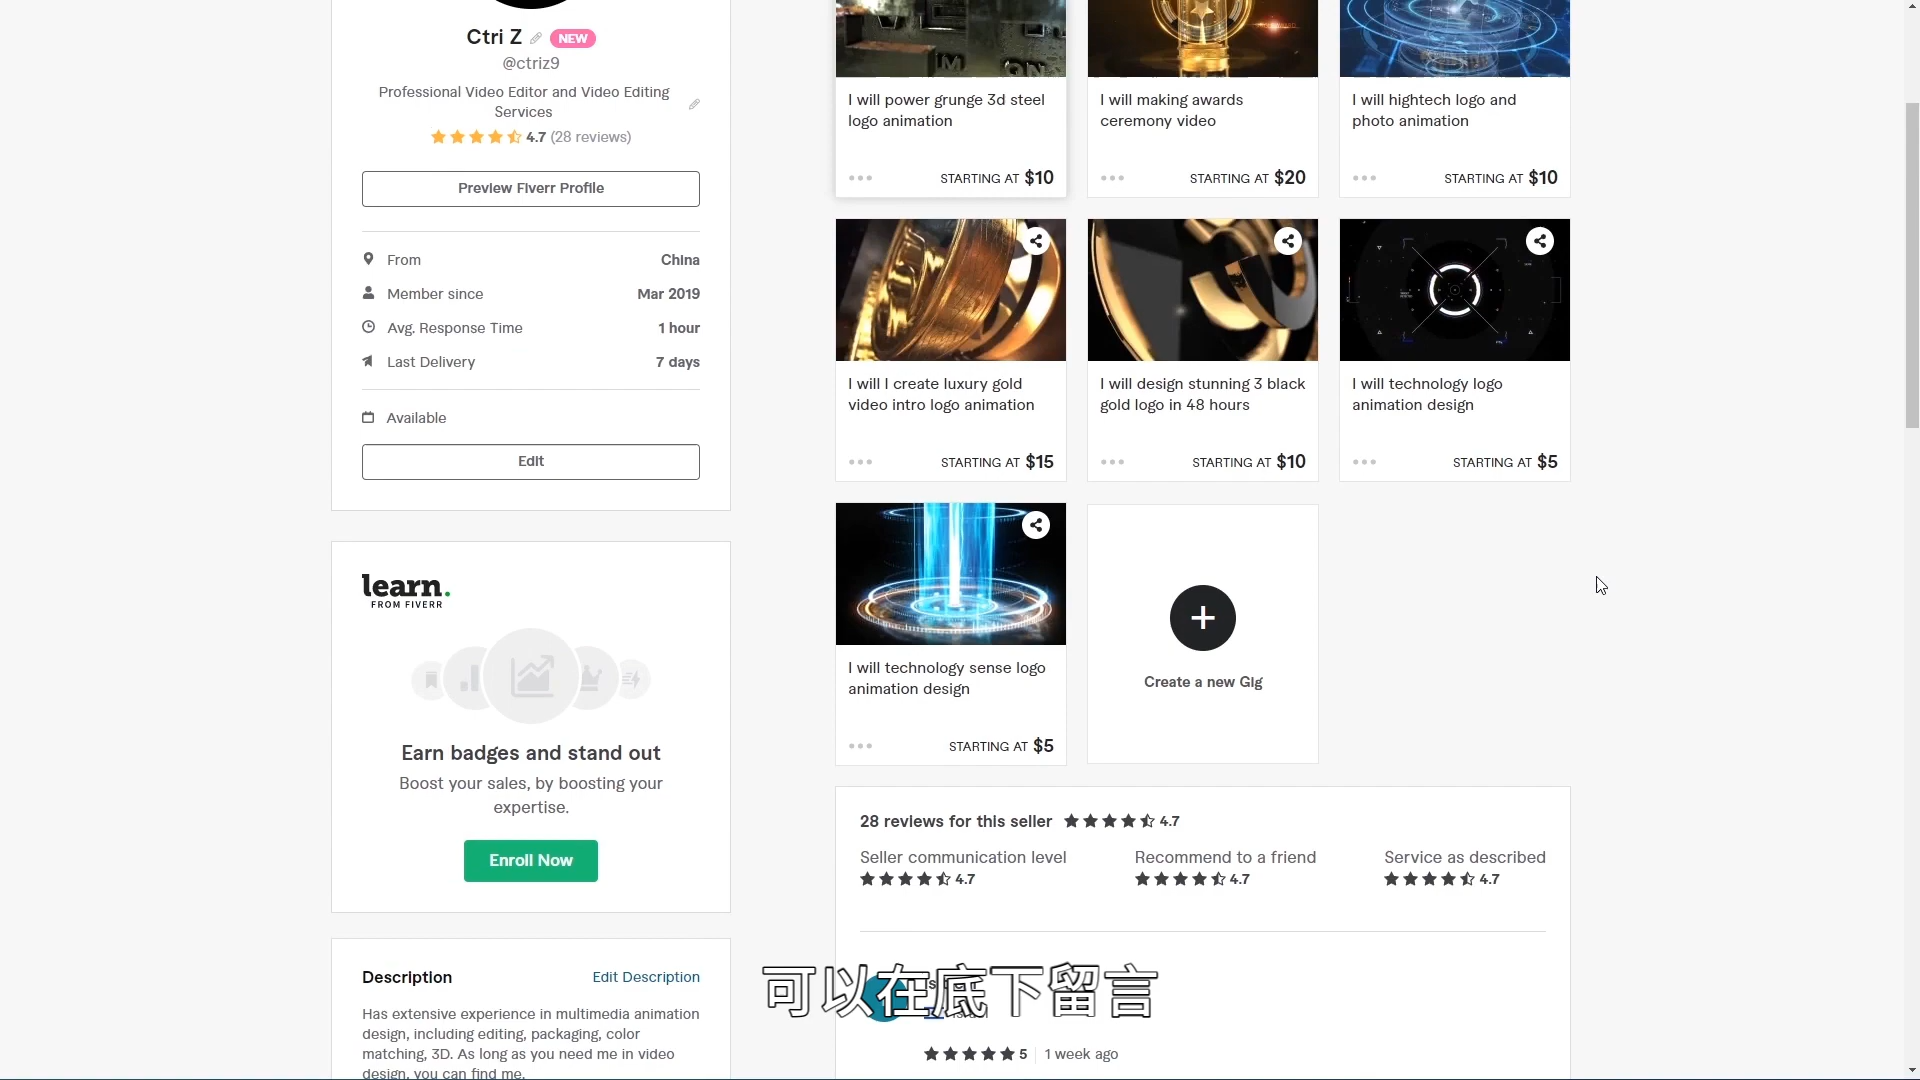 Ctri Z NEW
@ctriz9
Professional Video Editor and Video Editing
Services
4.7 (28 reviews)
Preview Fiverr Profile
From China
Member since Mar 2019
Avg. Response Time 1 hour
Last Delivery 7 days
Available
Edit
learn.
FROM FIVERR
Earn badges and stand out
Boost your sales, by boosting your
expertise.
Enroll Now
Description Edit Description
Has extensive experience in multimedia animation
design, including editing, packaging, color
matching, 3D. As long as you need me in video
design, you can find me.
I will power grunge 3d steel
logo animation
STARTING AT $10
I will making awards
ceremony video
STARTING AT $20
I will hightech logo and
photo animation
STARTING AT $10
I will I create luxury gold
video intro logo animation
STARTING AT $15
I will design stunning 3 black
gold logo in 48 hours
STARTING AT $10
I will technology logo
animation design
STARTING AT $5
I will technology sense logo
animation design
STARTING AT $5
Create a new Gig
28 reviews for this seller 4.7
Seller communication level
4.7
Recommend to a friend
4.7
Service as described
4.7
可以在底下留言
5 1 week ago